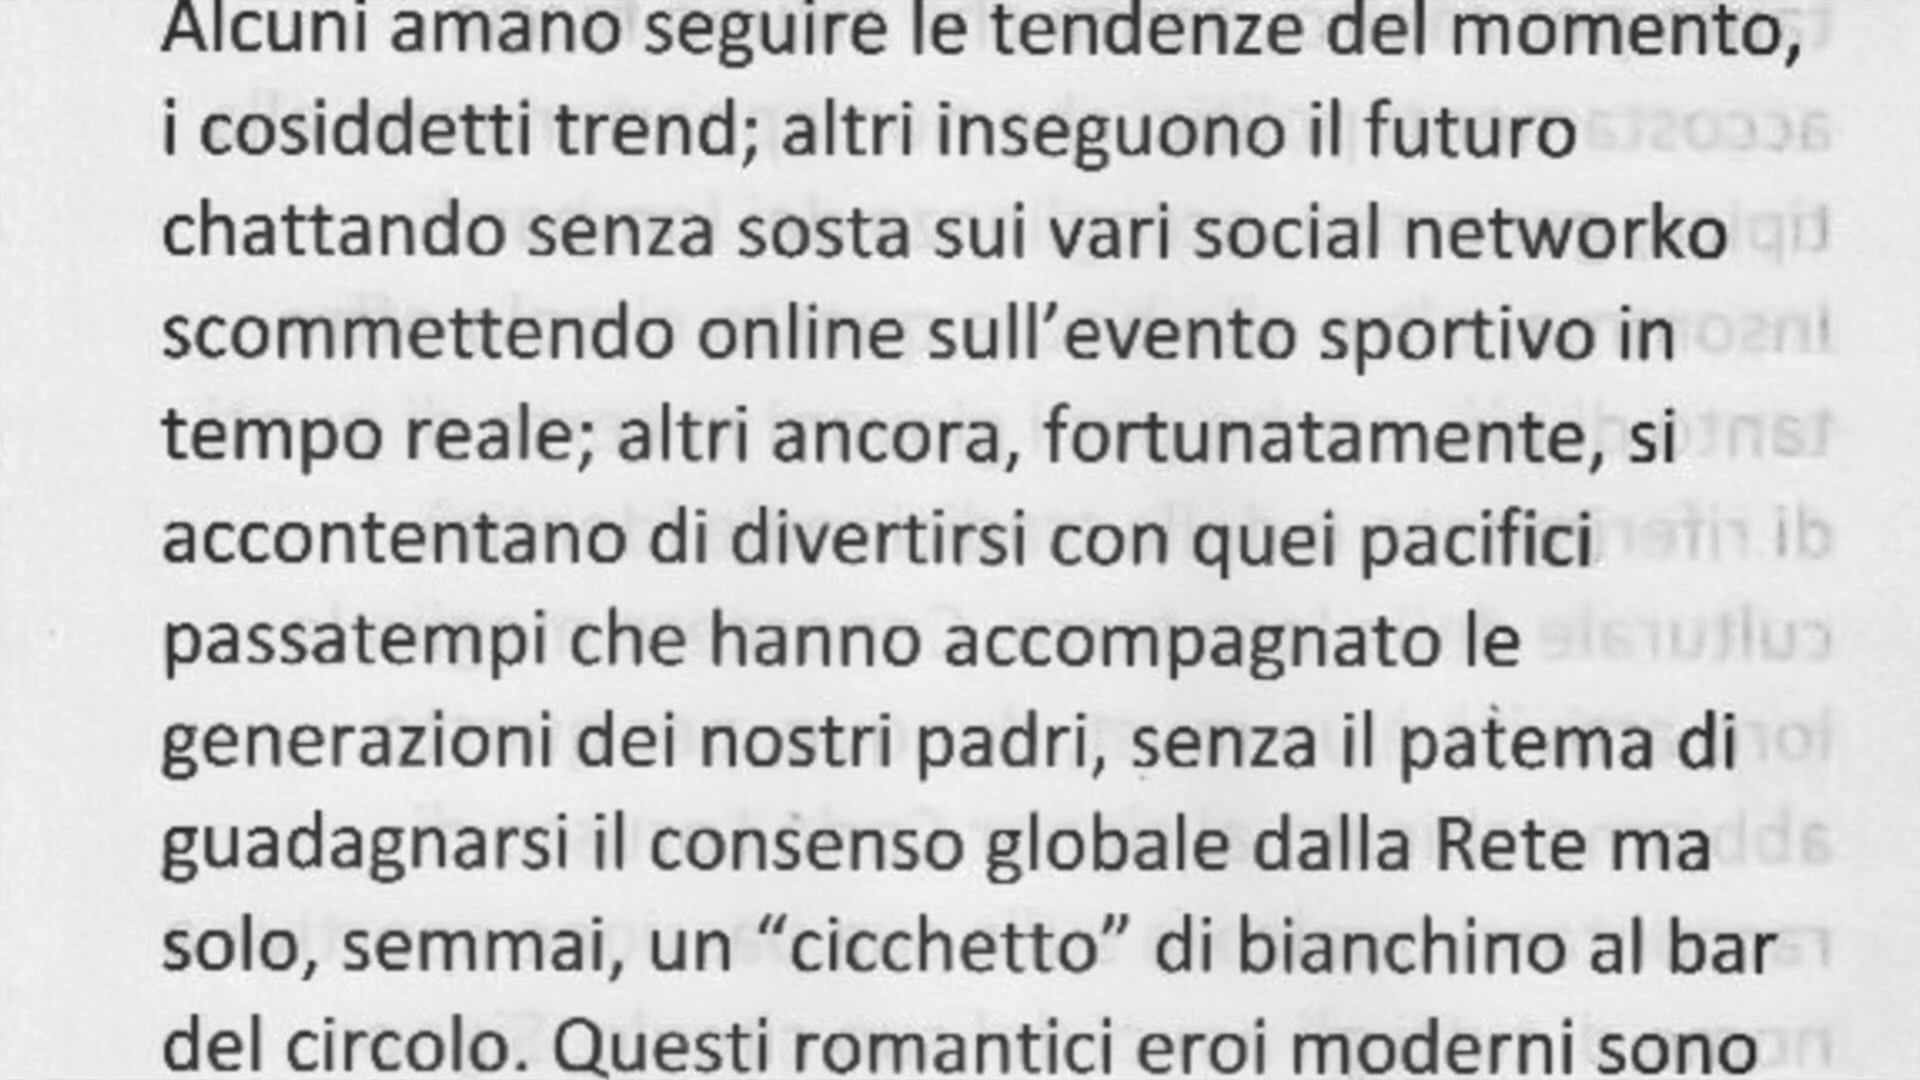 Alcuni amano seguire le tendenze del momento,
i cosiddetti trend; altri inseguono il futuro
chattando senza sosta sui vari social networko
scommettendo online sull’evento sportivo in
tempo reale; altri ancora, fortunatamente, si
accontentano di divertirsi con quei pacifici
passatempi che hanno accompagnato le
generazioni dei nostri padri, senza il patema di
guadagnarsi il consenso globale dalla Rete ma
solo, semmai, un “cicchetto” di bianchino al bar
del circolo. Questi romantici eroi moderni sono